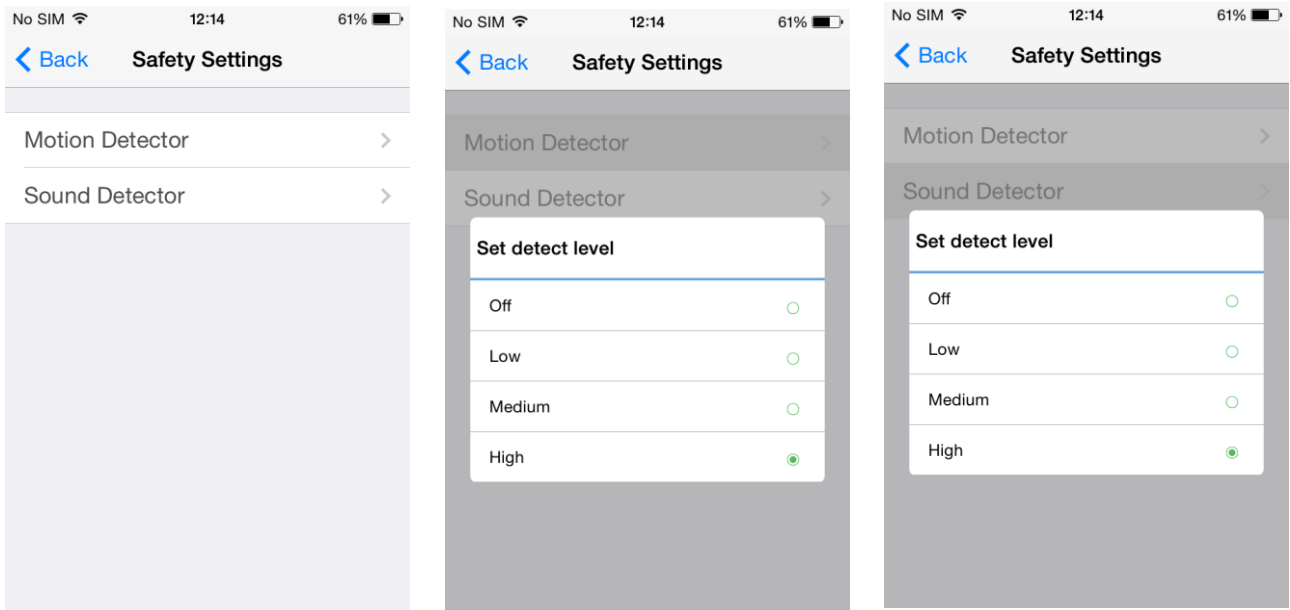 No SIM 12:14 61%
Back Safety Settings
Motion Detector
Sound Detector
No SIM 12:14 61%
Back Safety Settings
Motion Detector
Sound Detector
Set detect level
Off
Low
Medium
High
No SIM 12:14 61%
Back Safety Settings
Motion Detector
Sound Detector
Set detect level
Off
Low
Medium
High